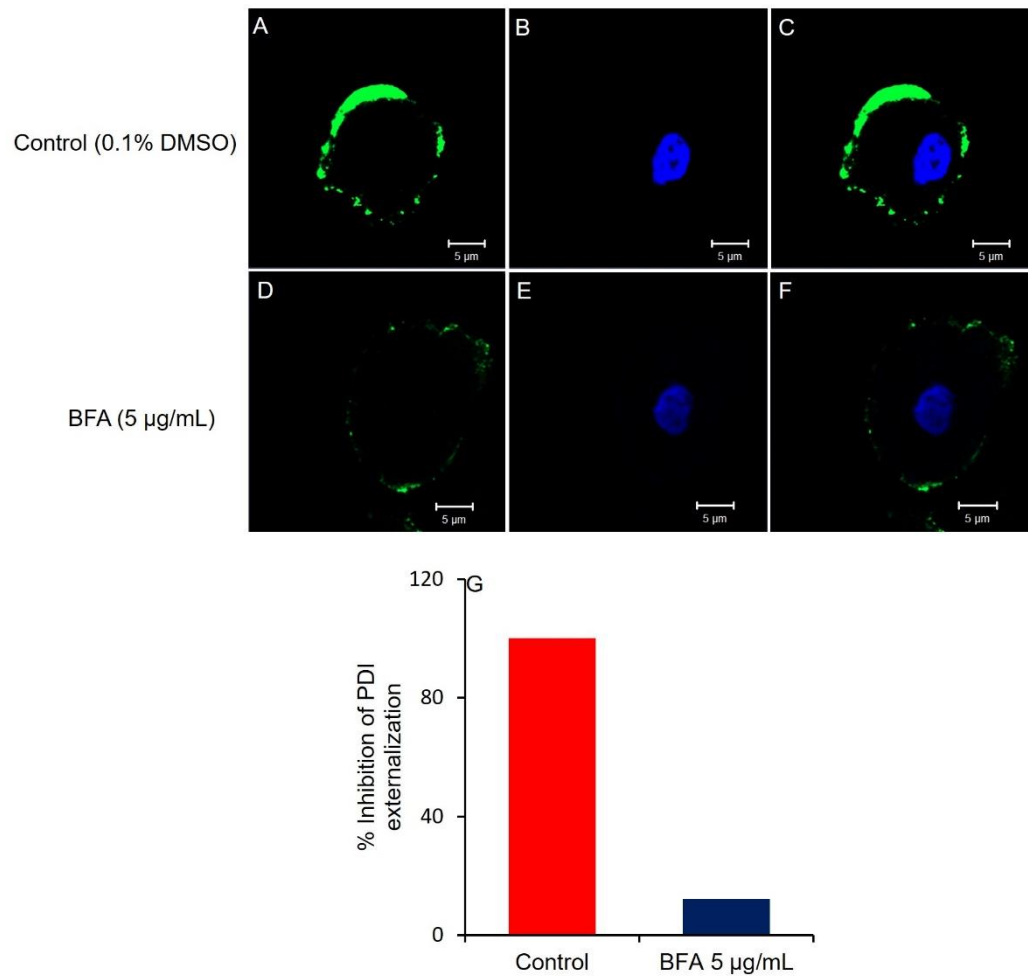 A
B
C
Control (0.1% DMSO)
5 µm
5 µm
5 µm
D
E
F
BFA (5 µg/mL)
5 µm
5 µm
5 µm
G
120
80
40
0
% Inhibition of PDI
externalization
Control
BFA 5 µg/mL